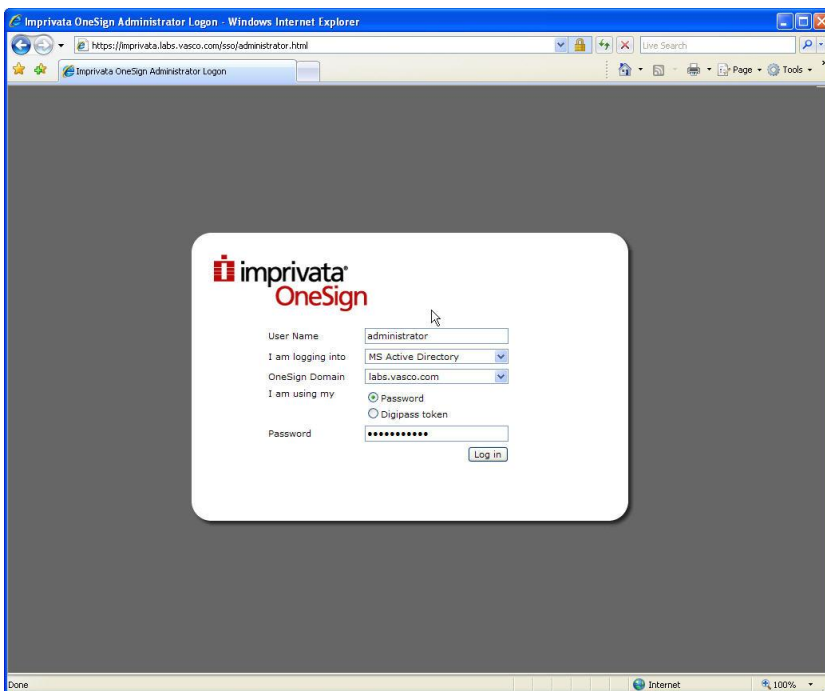 Imprivata OneSign Administrator Logon - Windows Internet Explorer
https://imprivata.labs.vasco.com/sso/administrator.html
Live Search
Imprivata OneSign Administrator Logon
Page
Tools
imprivata®
OneSign
User Name administrator
I am logging into MS Active Directory
OneSign Domain labs.vasco.com
I am using my Password
Digipass token
Password •••••••••••
Log in
Done Internet 100%